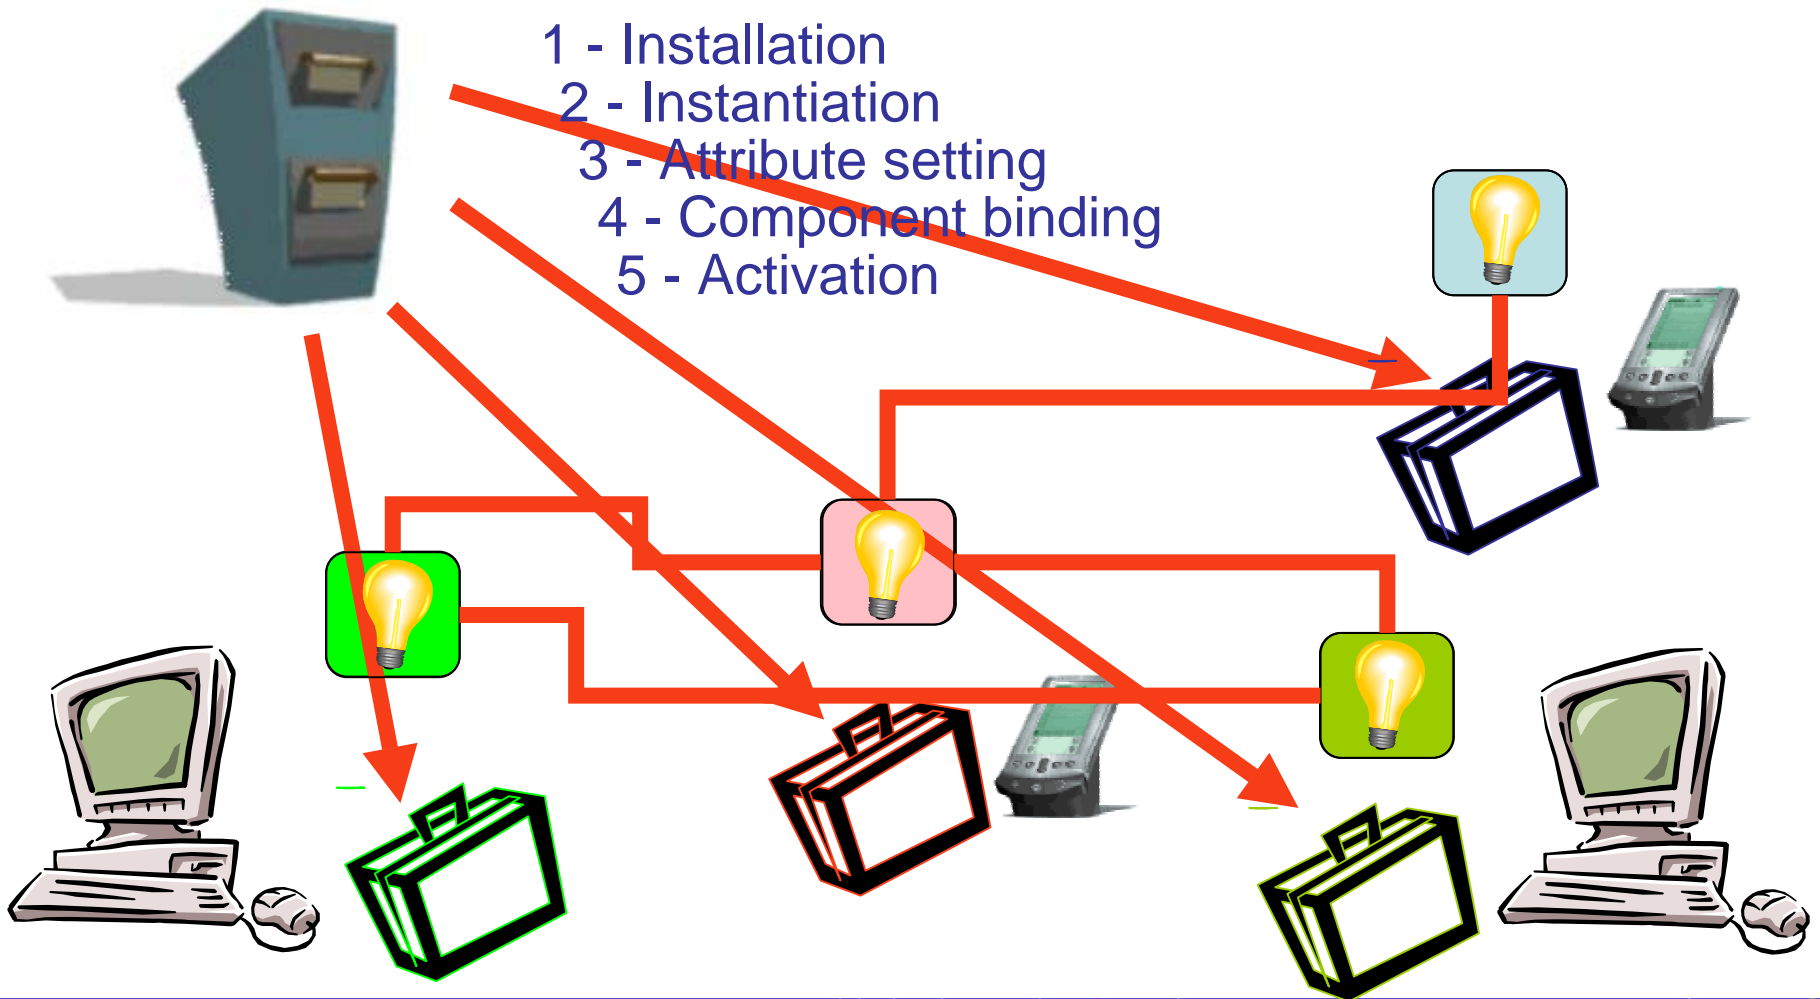 1 - Installation
2 - Instantiation
3 - Attribute setting
4 - Component binding
5 - Activation